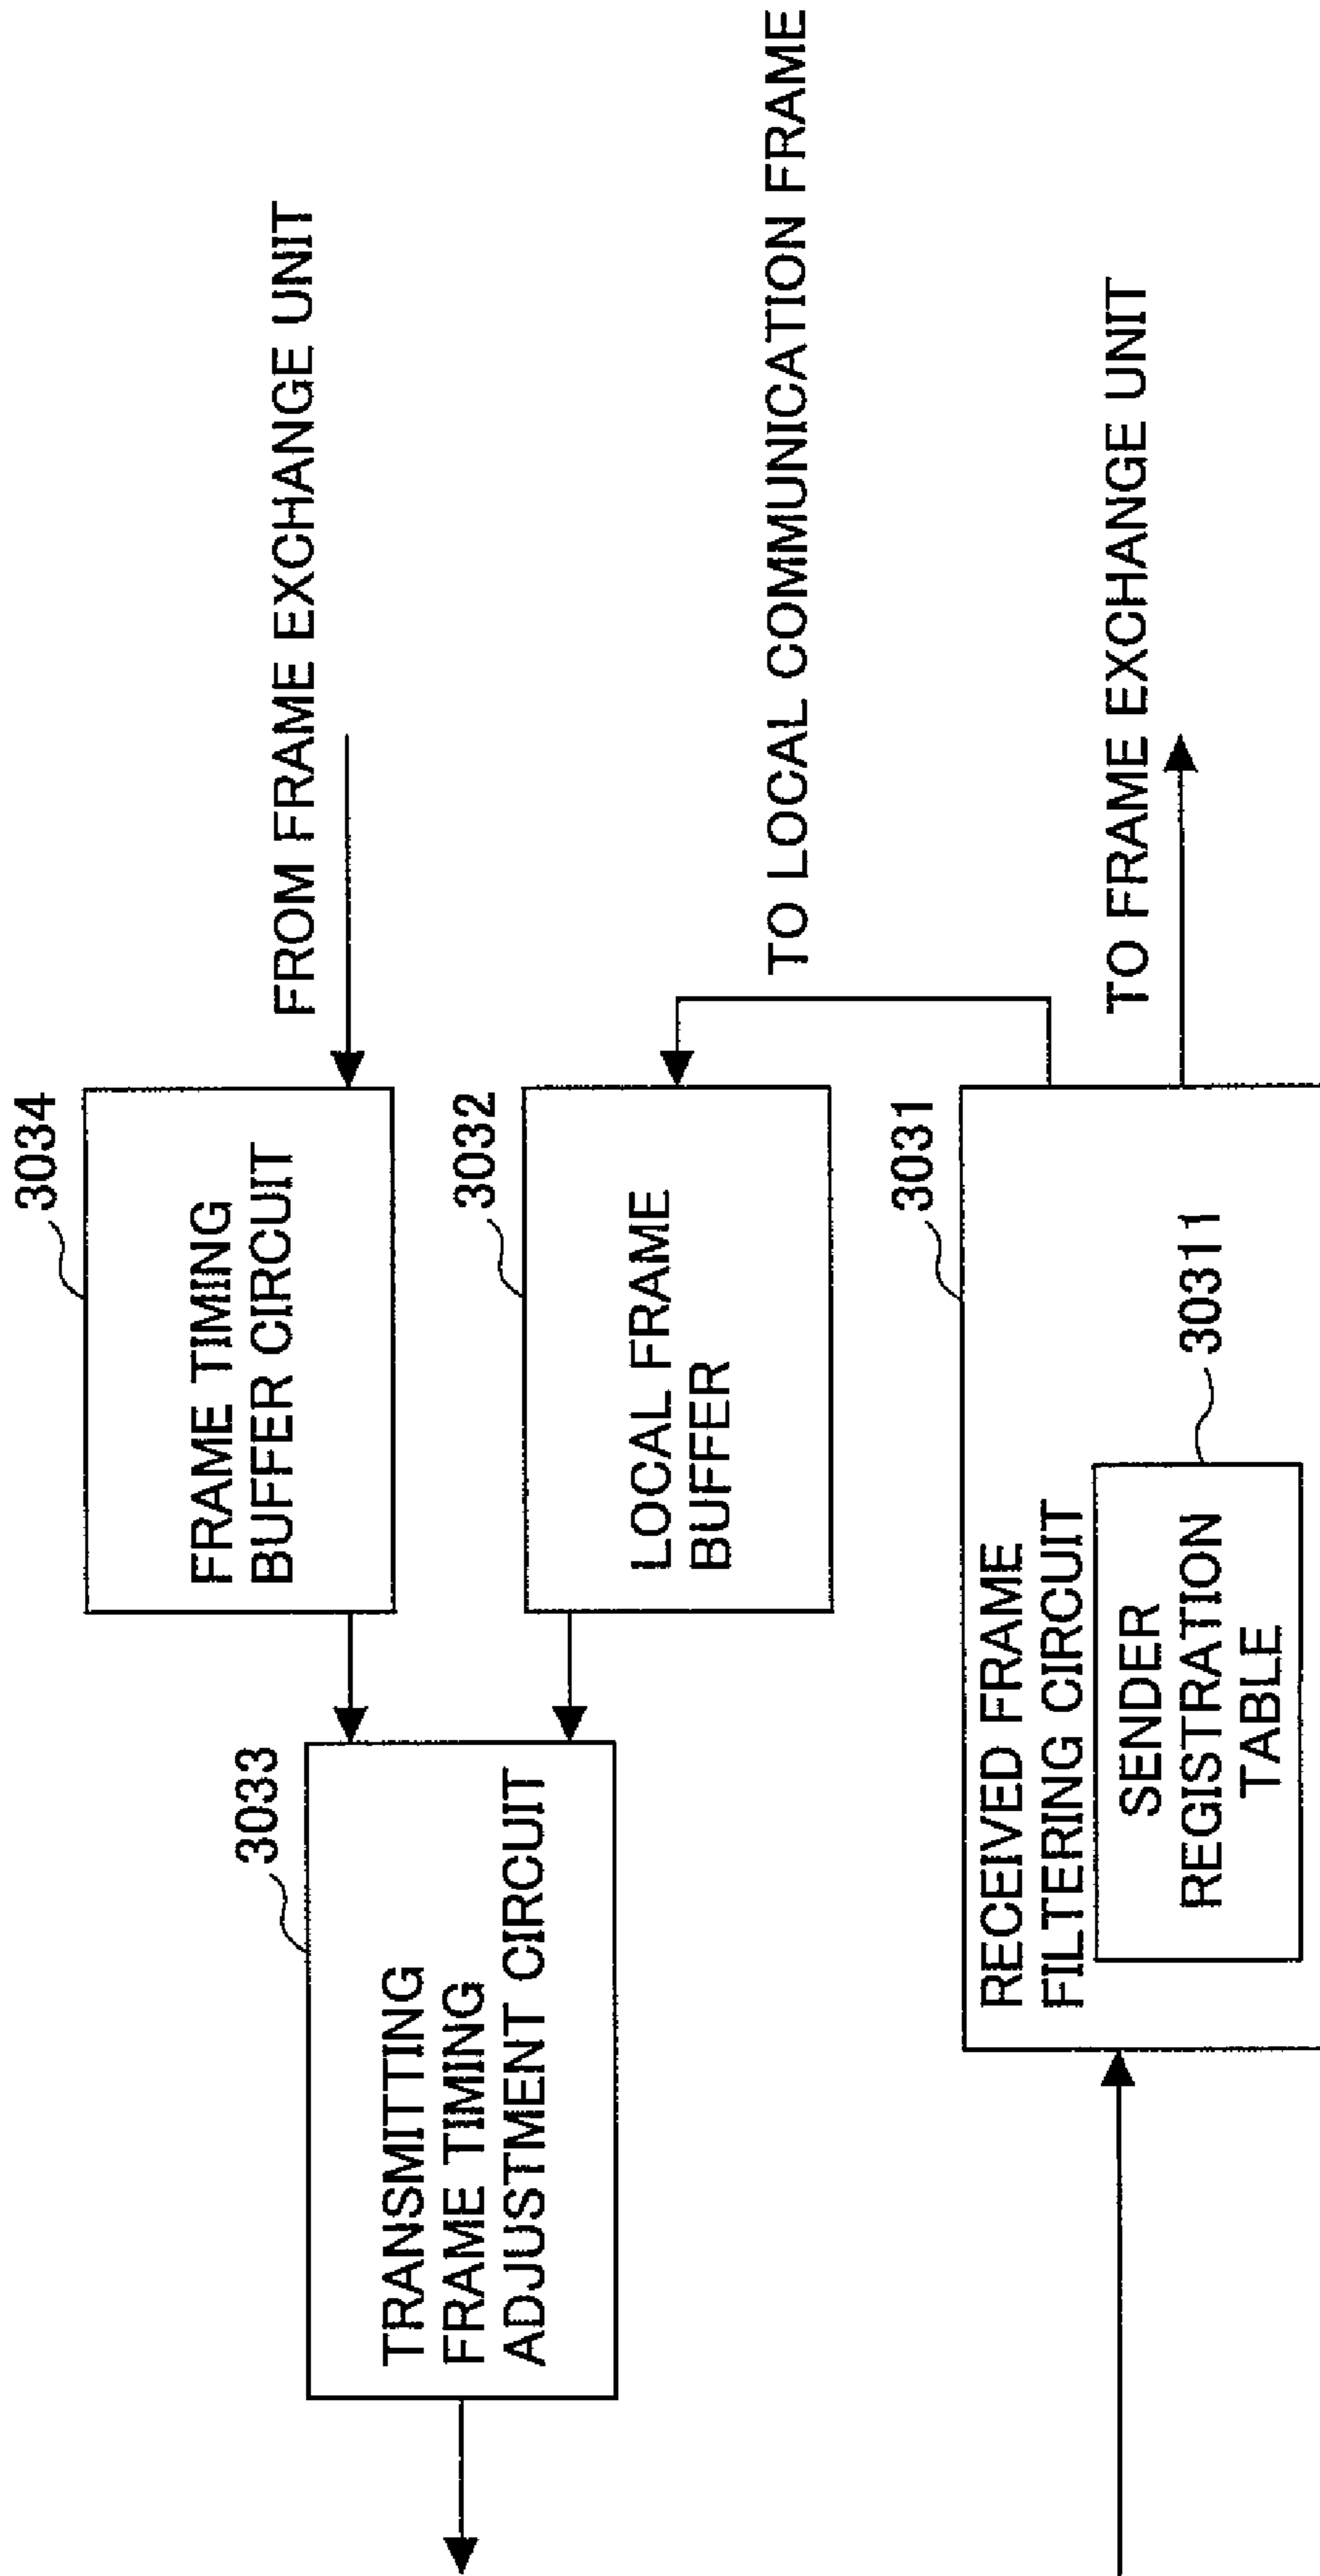 3034
FRAME TIMING
BUFFER CIRCUIT
FROM FRAME EXCHANGE UNIT
3033
TRANSMITTING
FRAME TIMING
ADJUSTMENT CIRCUIT
3032
LOCAL FRAME
BUFFER
TO LOCAL COMMUNICATION FRAME
3031
RECEIVED FRAME
FILTERING CIRCUIT
SENDER
REGISTRATION
TABLE
30311
TO FRAME EXCHANGE UNIT